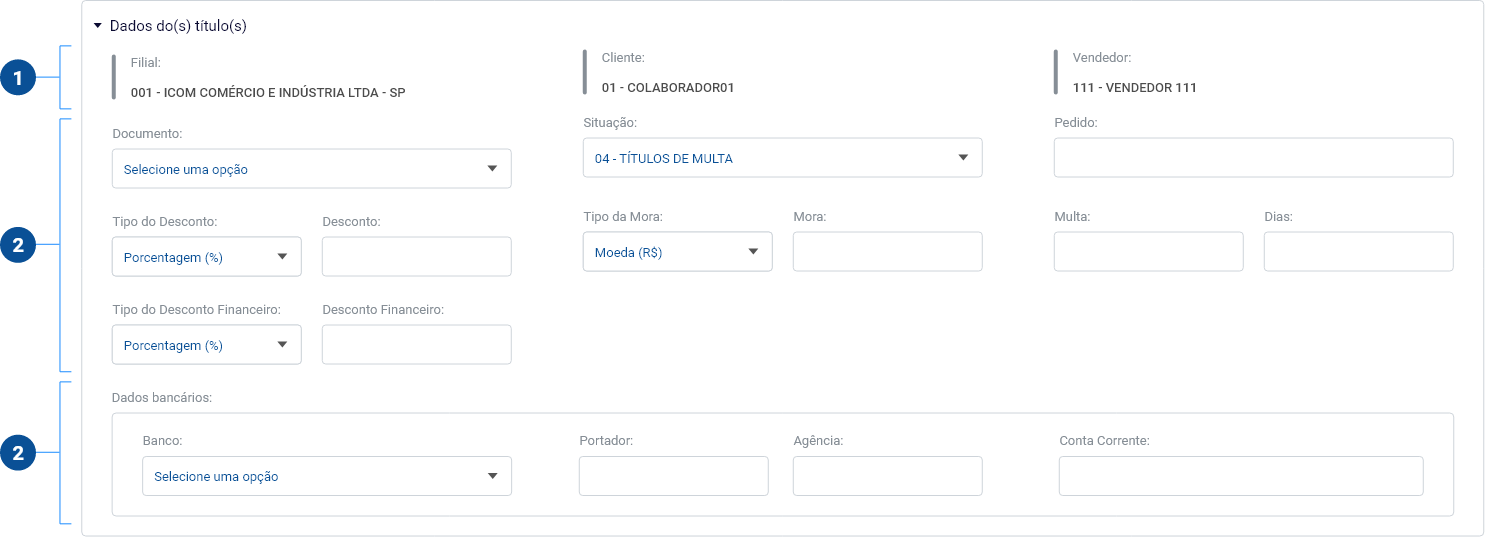 Dados do(s) título(s)
1
Filial:
001 - ICOM COMÉRCIO E INDÚSTRIA LTDA - SP
Cliente:
01 - COLABORADOR01
Vendedor:
111 - VENDEDOR 111
2
Documento:
Selecione uma opção
Situação:
04 - TÍTULOS DE MULTA
Pedido:
Tipo do Desconto:
Porcentagem (%)
Desconto:
Tipo da Mora:
Moeda (R$)
Mora:
Multa:
Dias:
Tipo do Desconto Financeiro:
Porcentagem (%)
Desconto Financeiro:
2
Dados bancários:
Banco:
Selecione uma opção
Portador:
Agência:
Conta Corrente: